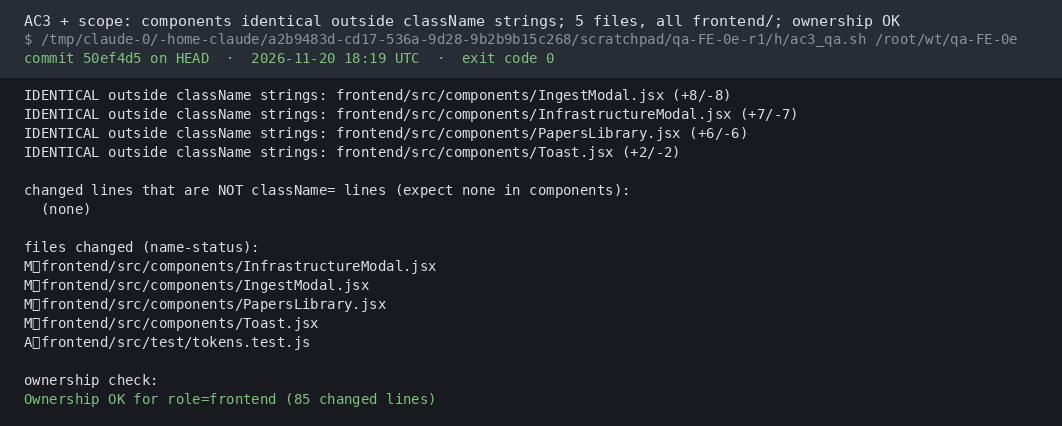 AC3 + scope: components identical outside className strings; 5 files, all frontend/; ownership OK
$ /tmp/claude-0/-home-claude/a2b9483d-cd17-536a-9d28-9b2b9b15c268/scratchpad/qa-FE-0e-r1/h/ac3_qa.sh /root/wt/qa-FE-0e
commit 50ef4d5 on HEAD · 2026-11-20 18:19 UTC · exit code 0
IDENTICAL outside className strings: frontend/src/components/IngestModal.jsx (+8/-8)
IDENTICAL outside className strings: frontend/src/components/InfrastructureModal.jsx (+7/-7)
IDENTICAL outside className strings: frontend/src/components/PapersLibrary.jsx (+6/-6)
IDENTICAL outside className strings: frontend/src/components/Toast.jsx (+2/-2)
changed lines that are NOT className= lines (expect none in components):
(none)
files changed (name-status):
M□frontend/src/components/InfrastructureModal.jsx
M□frontend/src/components/IngestModal.jsx
M□frontend/src/components/PapersLibrary.jsx
M□frontend/src/components/Toast.jsx
A□frontend/src/test/tokens.test.js
ownership check:
Ownership OK for role=frontend (85 changed lines)